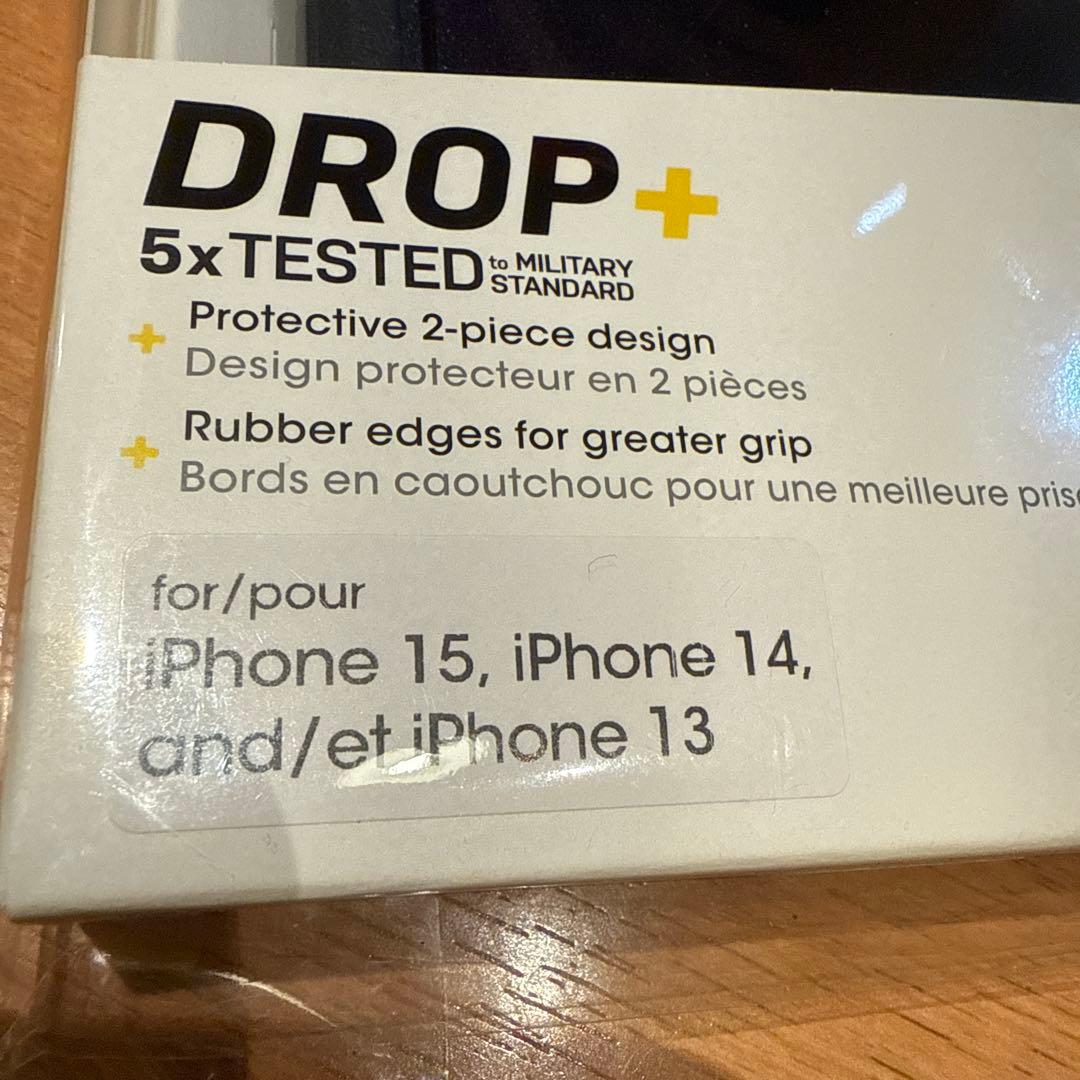 DROP+
5xTESTED to MILITARY
STANDARD
Protective 2-piece design
Design protecteur en 2 pièces
Rubber edges for greater grip
Bords en caoutchouc pour une meilleure
for/pour
iPhone 15, iPhone 14,
and/et iPhone 13